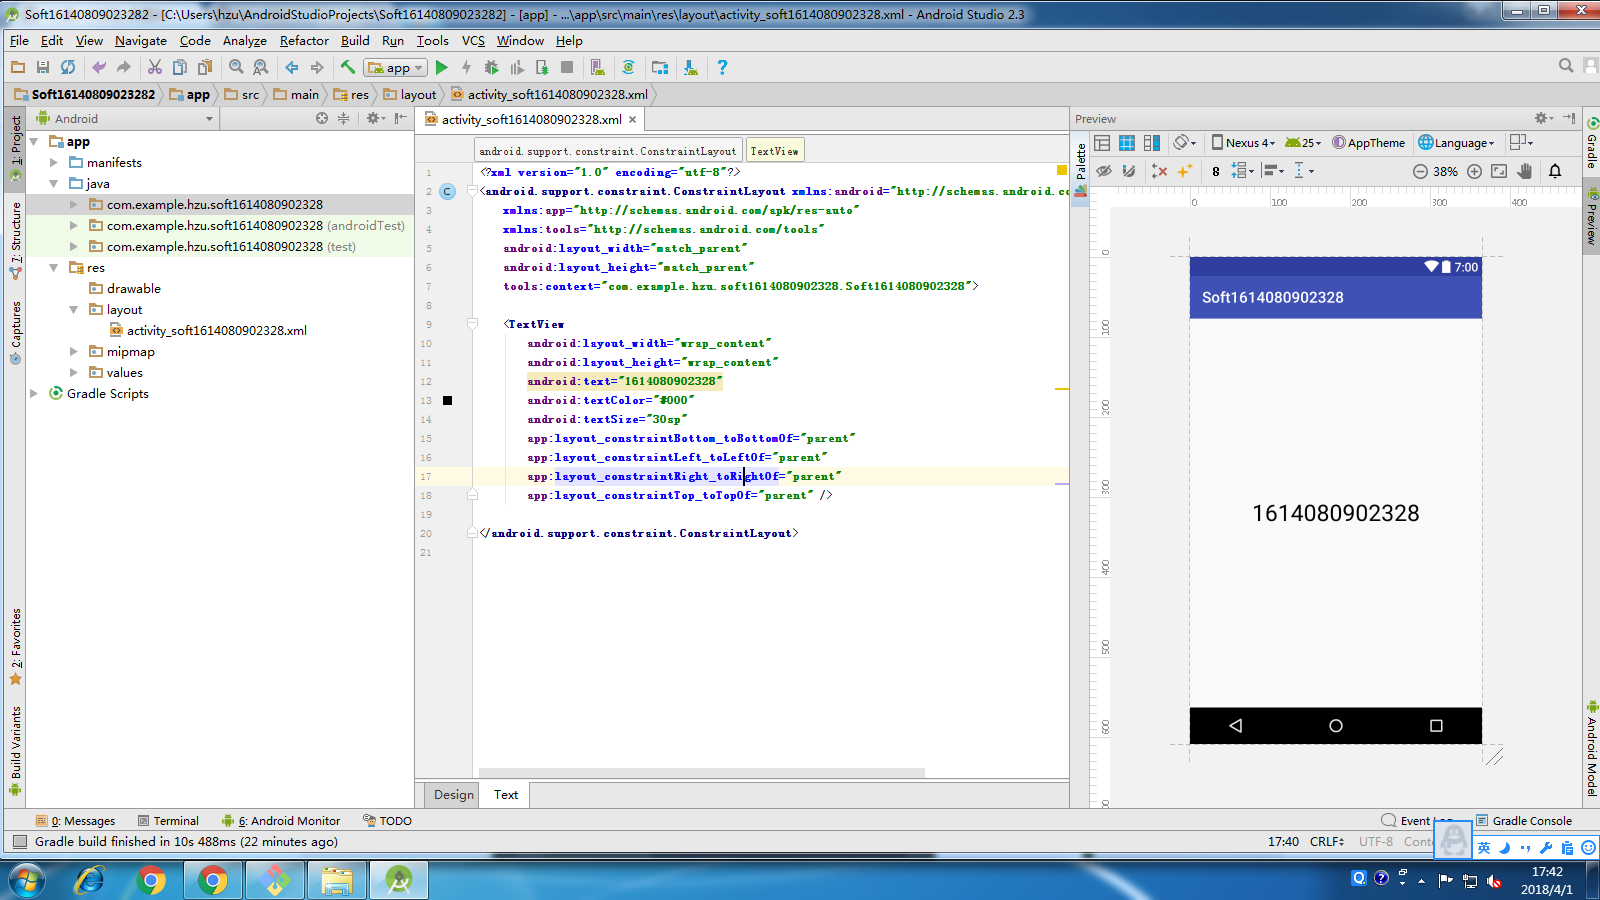 Soft16140809023282 - [C:\Users\hzu\AndroidStudioProjects\Soft16140809023282] - [app] - ...\app\src\main\res\layout\activity_soft1614080902328.xml - Android Studio 2.3
File Edit View Navigate Code Analyze Refactor Build Run Tools VCS Window Help
app
Soft16140809023282 app src main res layout activity_soft1614080902328.xml
1: Project
7: Structure
Captures
2: Favorites
Build Variants
Android
app
manifests
java
com.example.hzu.soft1614080902328
com.example.hzu.soft1614080902328 (androidTest)
com.example.hzu.soft1614080902328 (test)
res
drawable
layout
activity_soft1614080902328.xml
mipmap
values
Gradle Scripts
activity_soft1614080902328.xml
android.support.constraint.ConstraintLayout TextView
1 <?xml version="1.0" encoding="utf-8"?>
2 <android.support.constraint.ConstraintLayout xmlns:android="http://schemas.android.co
3 xmlns:app="http://schemas.android.com/apk/res-auto"
4 xmlns:tools="http://schemas.android.com/tools"
5 android:layout_width="match_parent"
6 android:layout_height="match_parent"
7 tools:context="com.example.hzu.soft1614080902328.Soft1614080902328">
8
9 <TextView
10 android:layout_width="wrap_content"
11 android:layout_height="wrap_content"
12 android:text="1614080902328"
13 android:textColor="#000"
14 android:textSize="30sp"
15 app:layout_constraintBottom_toBottomOf="parent"
16 app:layout_constraintLeft_toLeftOf="parent"
17 app:layout_constraintRight_toRightOf="parent"
18 app:layout_constraintTop_toTopOf="parent" />
19
20 </android.support.constraint.ConstraintLayout>
21
Design Text
Preview
Palette
Nexus 4 25 AppTheme Language
8 38%
0 100 200 300 400
0
100
200
300
400
500
600
7:00
Soft1614080902328
1614080902328
Gradle
Preview
Android Model
0: Messages Terminal 6: Android Monitor TODO Event Log Gradle Console
Gradle build finished in 10s 488ms (22 minutes ago)
17:40 CRLF UTF-8
英
17:42
2018/4/1